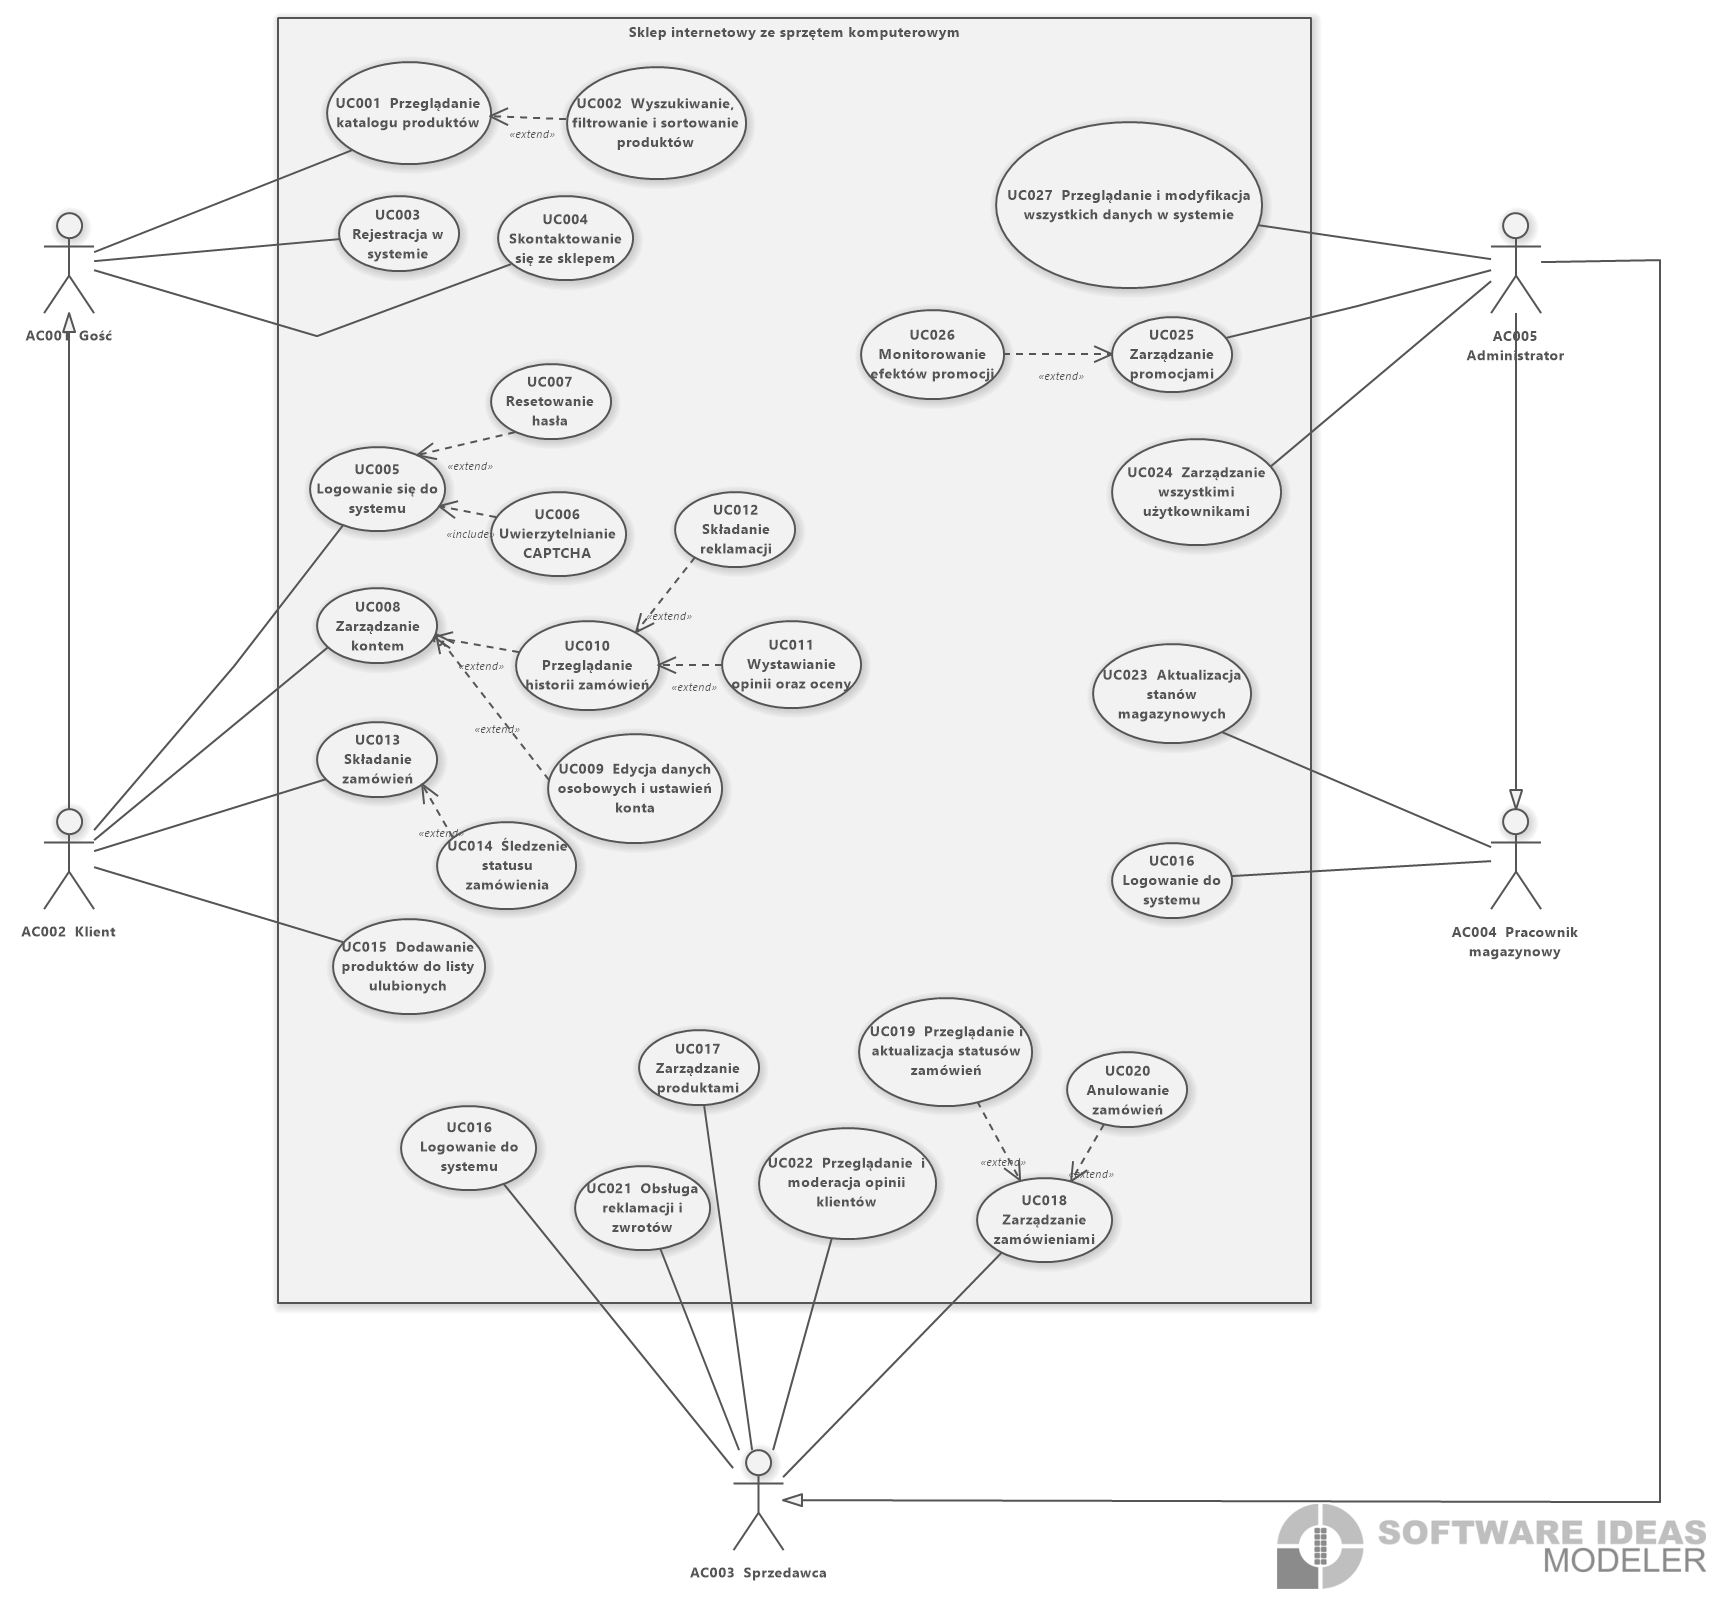 Sklep internetowy ze sprzętem komputerowym
UC001 Przeglądanie
katalogu produktów
«extend»
UC002 Wyszukiwanie,
filtrowanie i sortowanie
produktów
UC003
Rejestracja w
systemie
UC004
Skontaktowanie
się ze sklepem
UC027 Przeglądanie i modyfikacja
wszystkich danych w systemie
AC001 Gość
AC005
Administrator
UC026
Monitorowanie
efektów promocji
«extend»
UC025
Zarządzanie
promocjami
UC007
Resetowanie
hasła
«extend»
UC005
Logowanie się do
systemu
«include»
UC006
Uwierzytelnianie
CAPTCHA
UC012
Składanie
reklamacji
UC024 Zarządzanie
wszystkimi
użytkownikami
UC008
Zarządzanie
kontem
«extend»
«extend»
UC010
Przeglądanie
historii zamówień
«extend»
UC011
Wystawianie
opinii oraz oceny
UC023 Aktualizacja
stanów
magazynowych
«extend»
UC013
Składanie
zamówień
UC009 Edycja danych
osobowych i ustawień
konta
«extend»
UC014 Śledzenie
statusu
zamówienia
UC016
Logowanie do
systemu
AC002 Klient
AC004 Pracownik
magazynowy
UC015 Dodawanie
produktów do listy
ulubionych
UC019 Przeglądanie i
aktualizacja statusów
zamówień
UC017
Zarządzanie
produktami
UC020
Anulowanie
zamówień
UC016
Logowanie do
systemu
UC021 Obsługa
reklamacji i
zwrotów
UC022 Przeglądanie i
moderacja opinii
klientów
«extend»
«extend»
UC018
Zarządzanie
zamówieniami
AC003 Sprzedawca
SOFTWARE IDEAS
MODELER